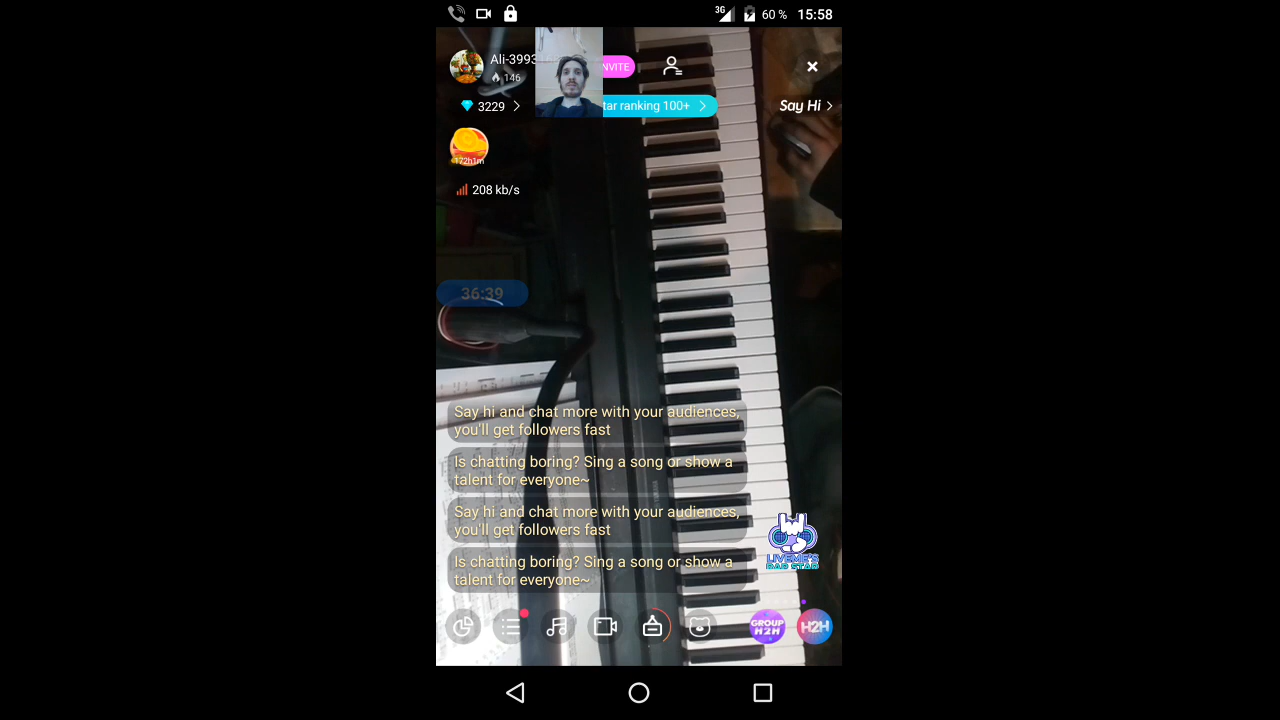 3G 60 % 15:58
Ali-3993
NVITE
146
3229
tar ranking 100+
Say Hi
172h1m
208 kb/s
36:39
Say hi and chat more with your audiences,
you'll get followers fast
Is chatting boring? Sing a song or show a
talent for everyone~
Say hi and chat more with your audiences,
you'll get followers fast
Is chatting boring? Sing a song or show a
talent for everyone~
YAMAHA
LIVEME'S
GROUP
H2H
H2H